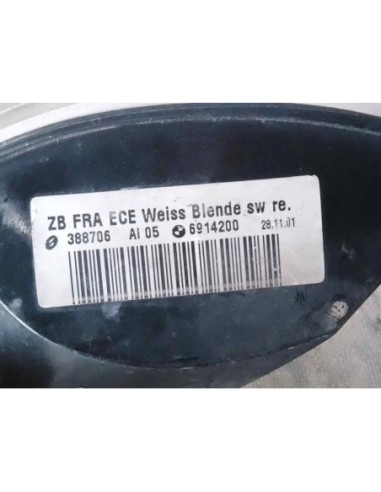 ZB FRA ECE Weiss Blende sw re.
388706 AI 05 6914200 28.11.01